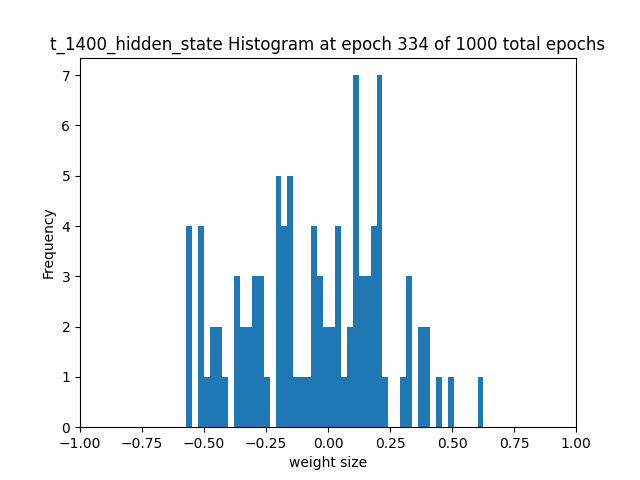 t_1400_hidden_state Histogram at epoch 334 of 1000 total epochs
7
6
5
4
3
2
1
0
Frequency
−1.00 −0.75 −0.50 −0.25 0.00 0.25 0.50 0.75 1.00
weight size